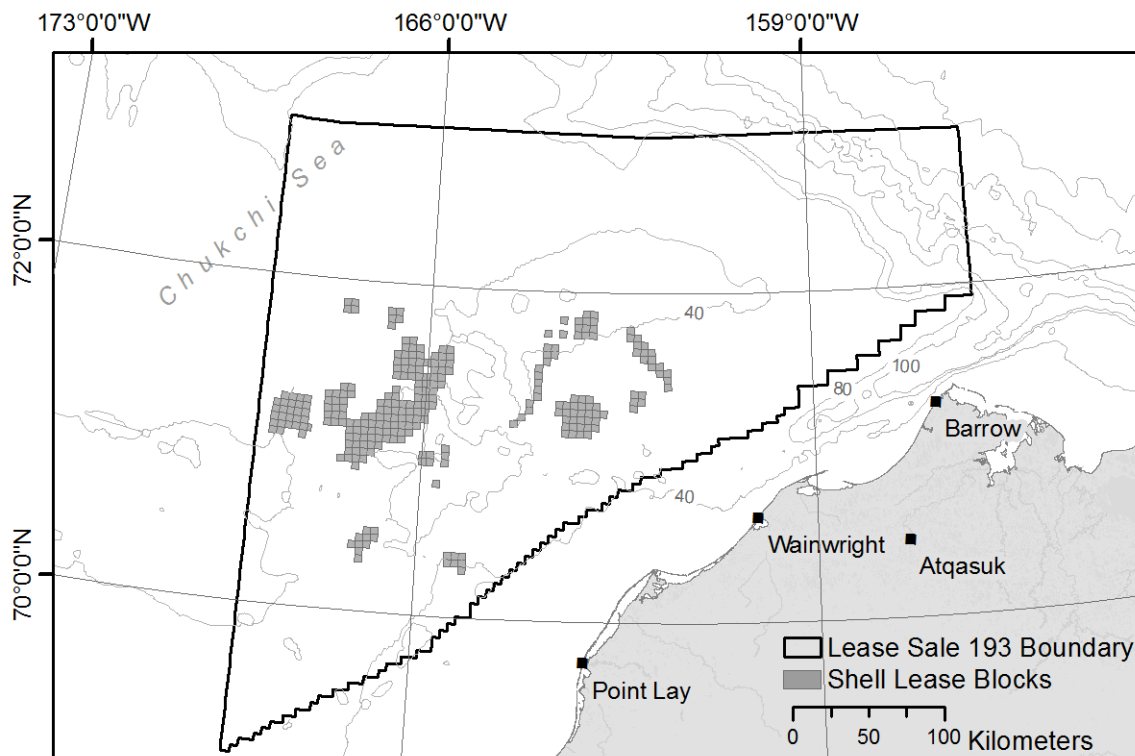 173°0'0"W 166°0'0"W 159°0'0"W
72°0'0"N
70°0'0"N
Chukchi Sea
40
100
80
40
Barrow
Wainwright
Atqasuk
Point Lay
Lease Sale 193 Boundary
Shell Lease Blocks
0 50 100 Kilometers